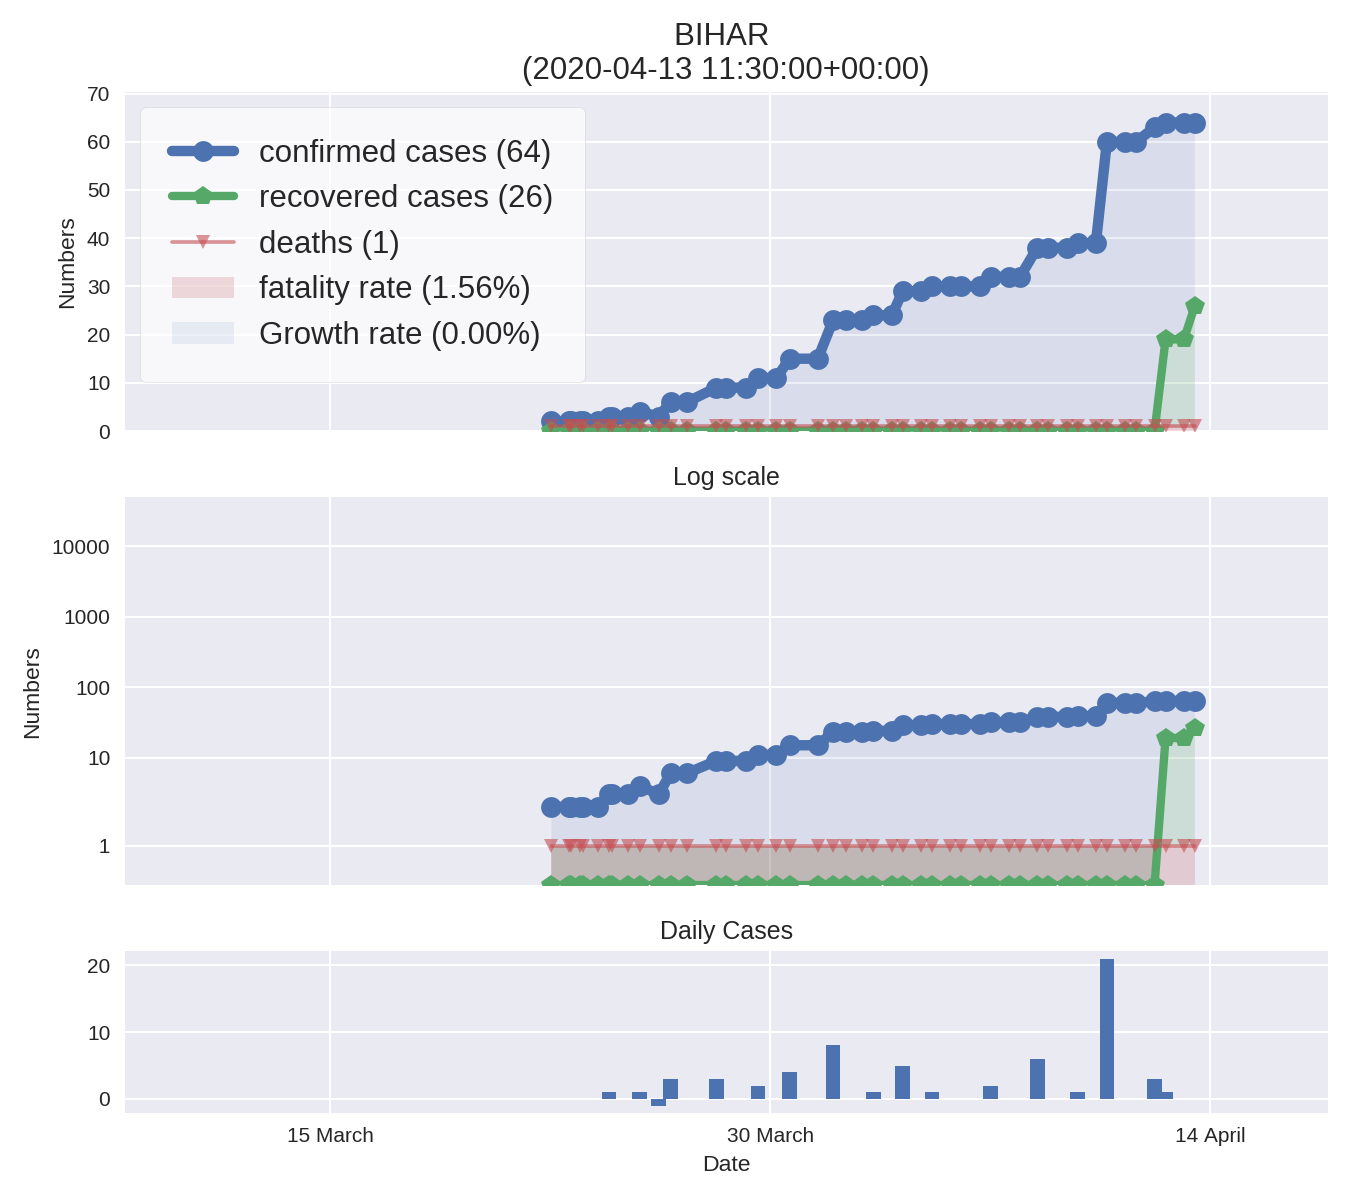 BIHAR
(2020-04-13 11:30:00+00:00)
70
60
50
40
30
20
10
0
Numbers
confirmed cases (64)
recovered cases (26)
deaths (1)
fatality rate (1.56%)
Growth rate (0.00%)
Log scale
10000
1000
100
10
1
Numbers
Daily Cases
20
10
0
15 March
30 March
14 April
Date